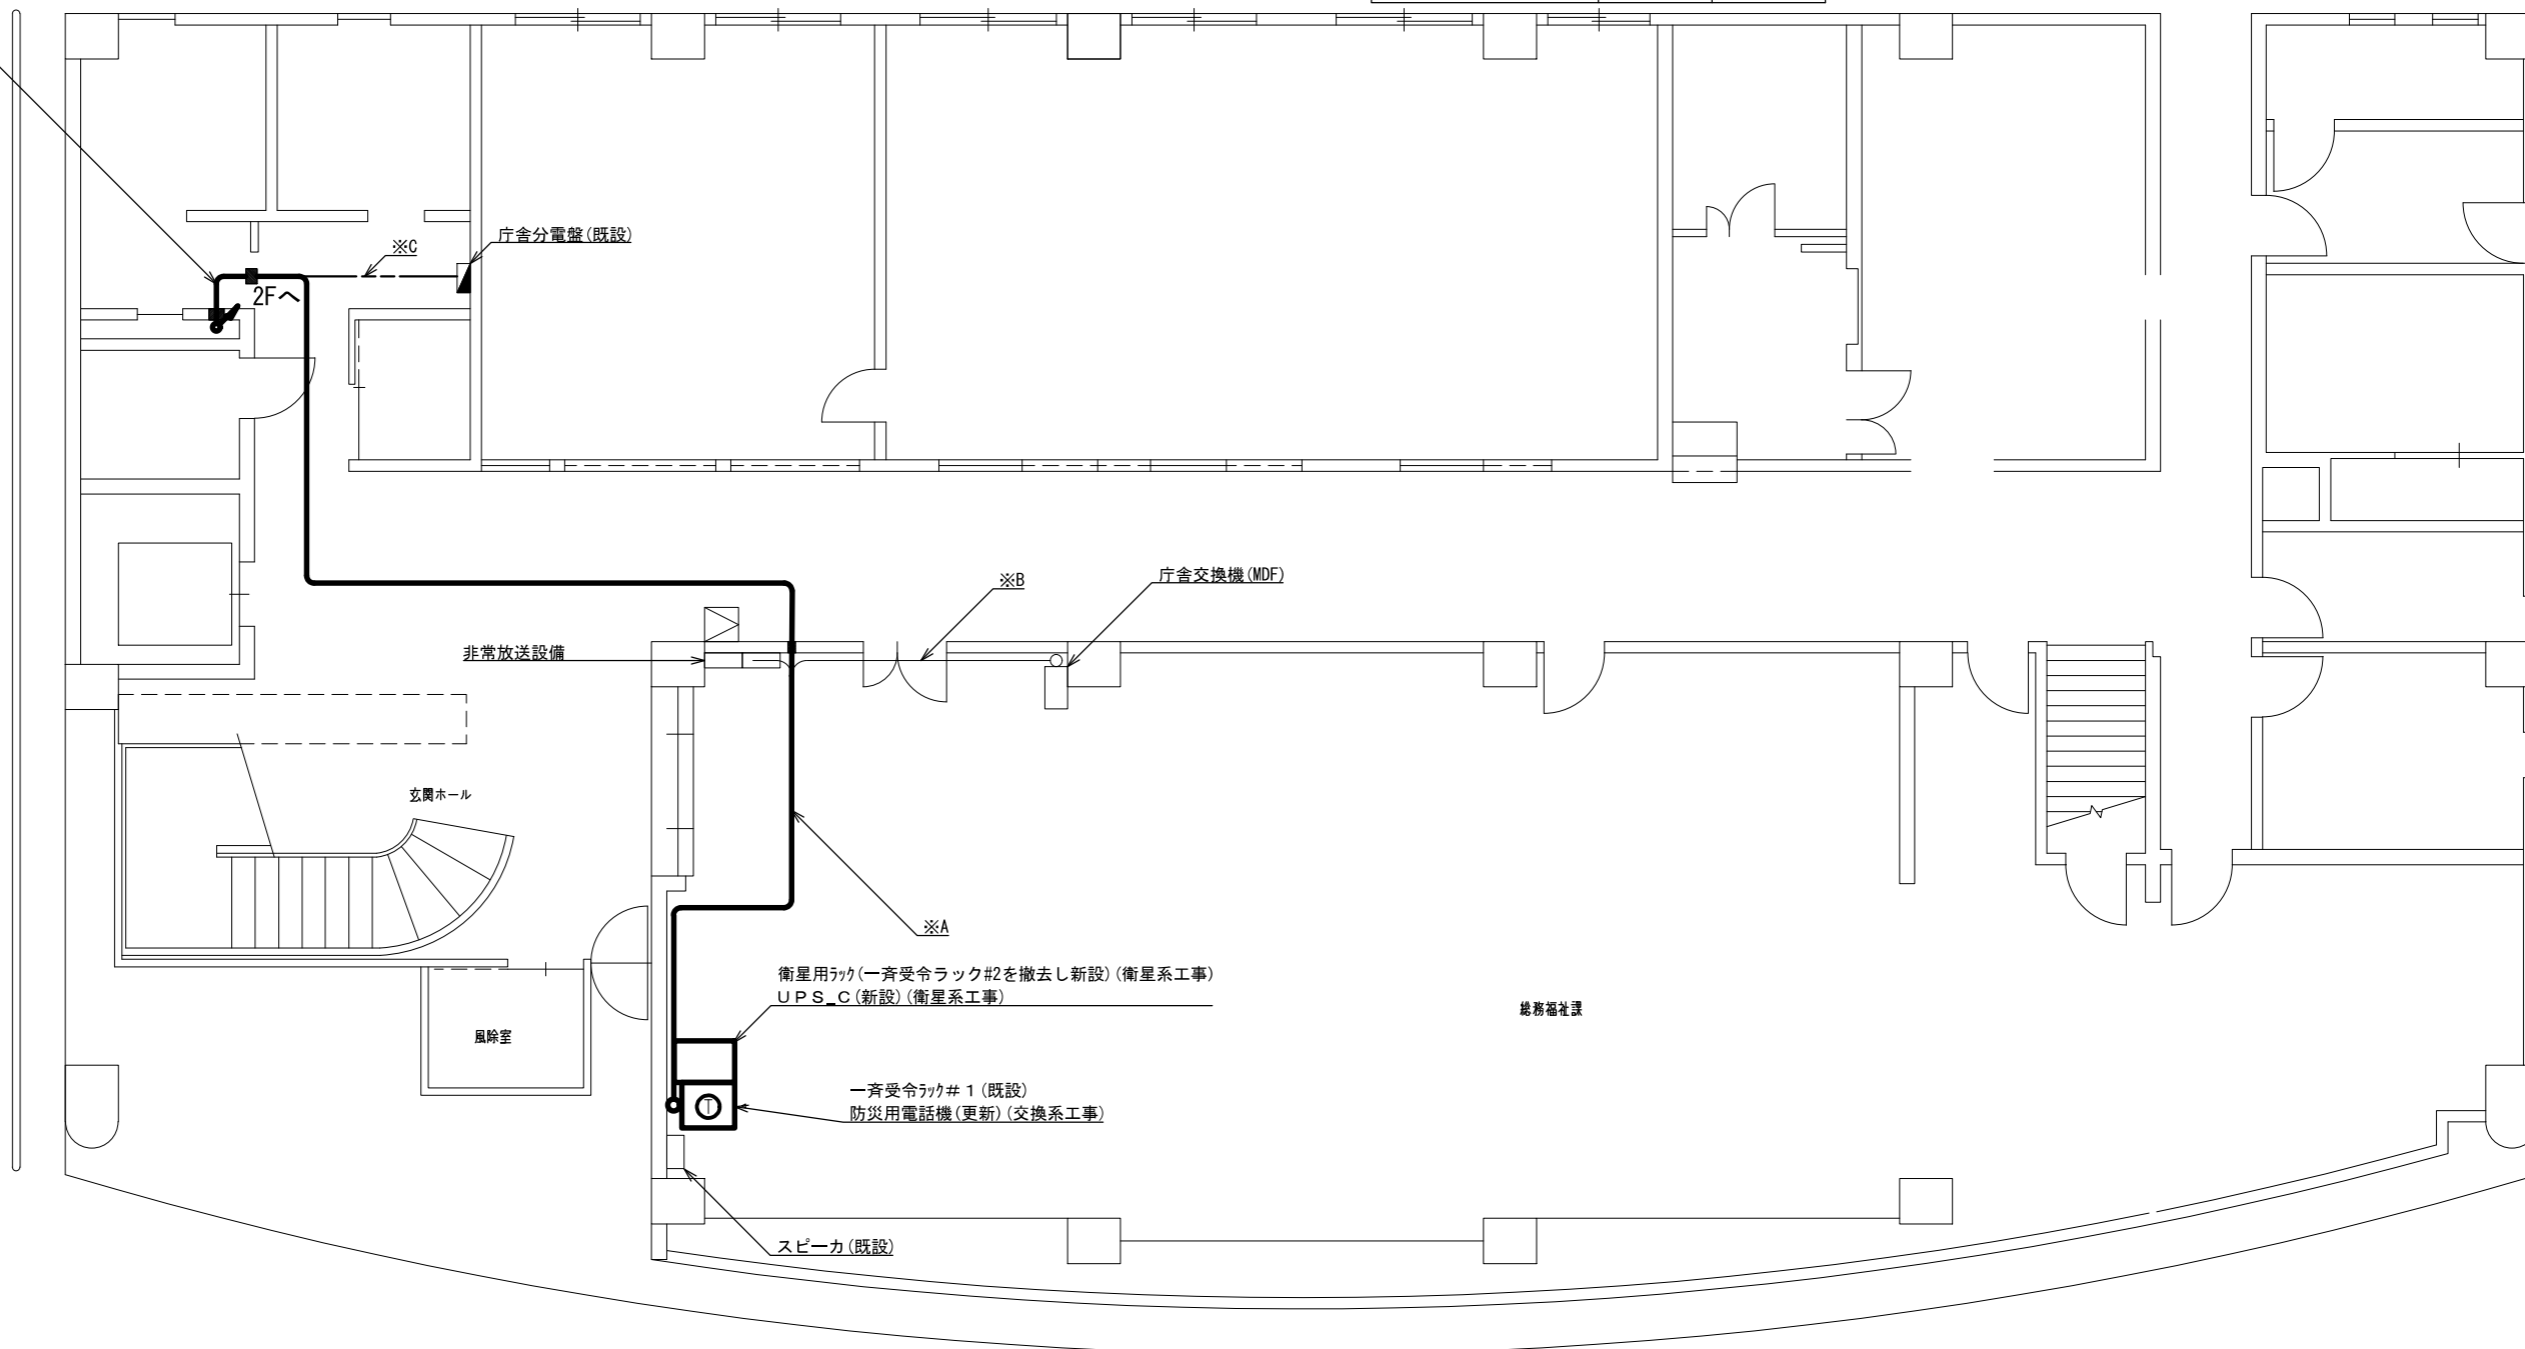 庁舎分電盤(既設)
※C
2Fへ
※B
庁舎交換機(MDF)
非常放送設備
玄関ホール
※A
衛星用ﾗｯｸ(一斉受令ラック#2を撤去し新設)(衛星系工事)
ＵＰＳ_Ｃ(新設)(衛星系工事)
総務福祉課
風除室
一斉受令ﾗｯｸ＃１(既設)
防災用電話機(更新)(交換系工事)
T
スピーカ(既設)